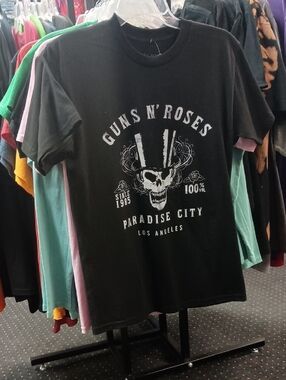 GUNS N' ROSES
SINCE
1985
100%
PARADISE CITY
LOS ANGELES